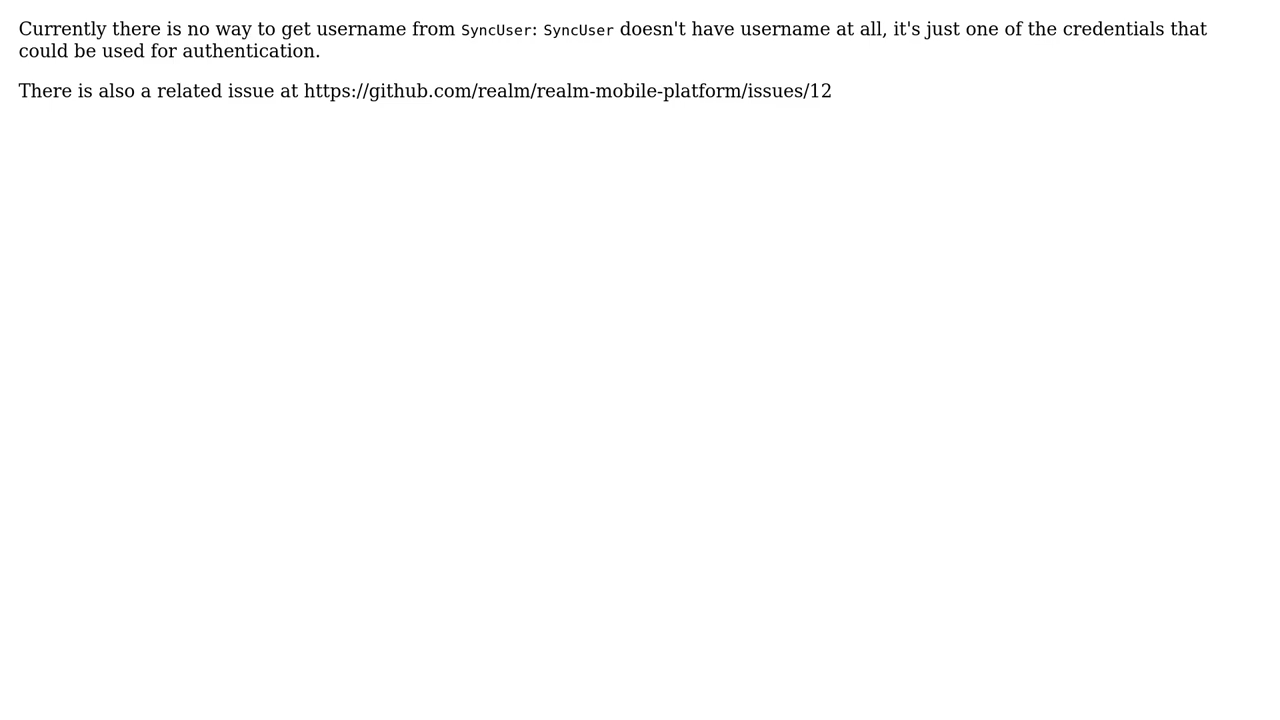 Currently there is no way to get username from SyncUser: SyncUser doesn't have username at all, it's just one of the credentials that
could be used for authentication.
There is also a related issue at https://github.com/realm/realm-mobile-platform/issues/12